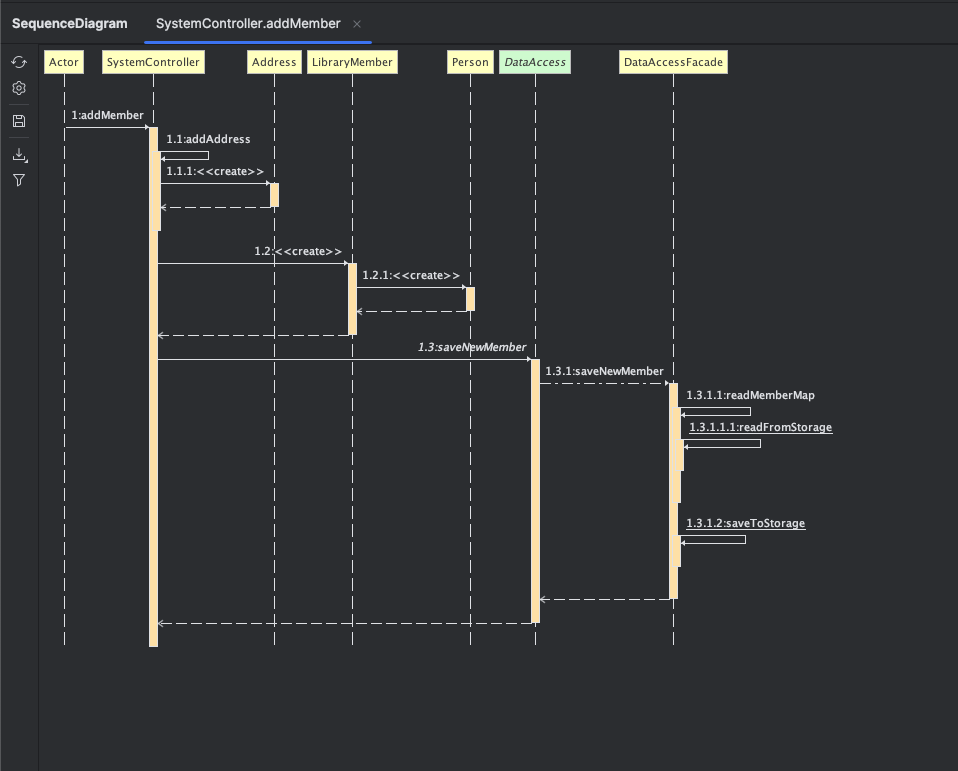 SequenceDiagram SystemController.addMember
Actor SystemController Address LibraryMember Person DataAccess DataAccessFacade
1:addMember
1.1:addAddress
1.1.1:<<create>>
1.2:<<create>>
1.2.1:<<create>>
1.3:saveNewMember
1.3.1:saveNewMember
1.3.1.1:readMemberMap
1.3.1.1.1:readFromStorage
1.3.1.2:saveToStorage